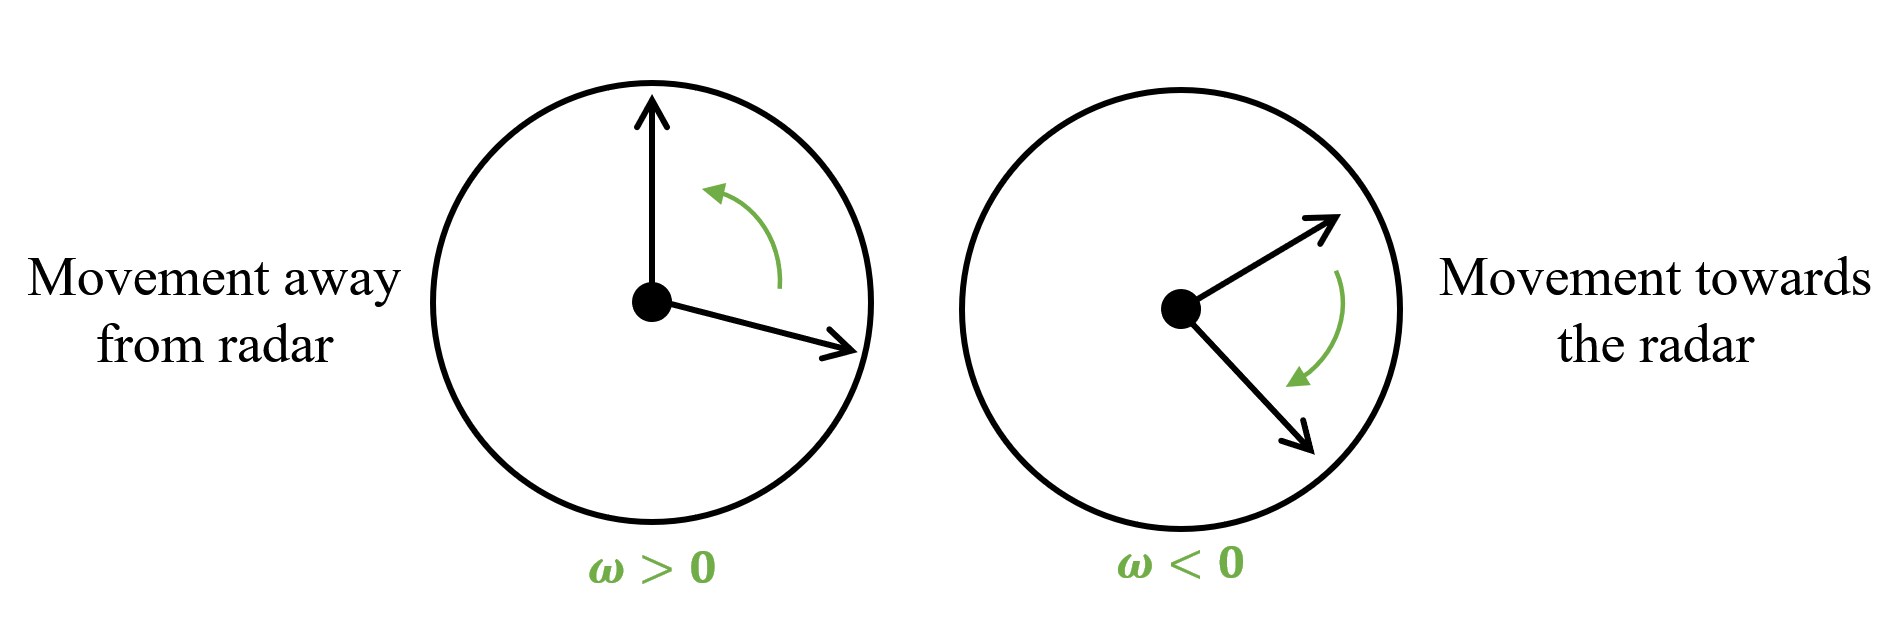 Movement away
from radar
ω > 0
Movement towards
the radar
ω < 0